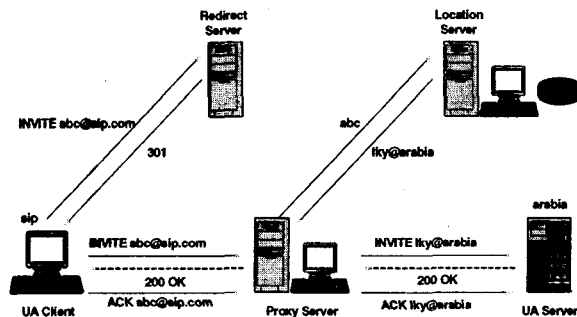 Redirect
Server
Location
Server
INVITE abc@sip.com
301
abc
lky@arabia
sip
arabia
INVITE abc@sip.com
INVITE lky@arabia
200 OK
200 OK
ACK abc@sip.com
ACK lky@arabia
UA Client
Proxy Server
UA Server